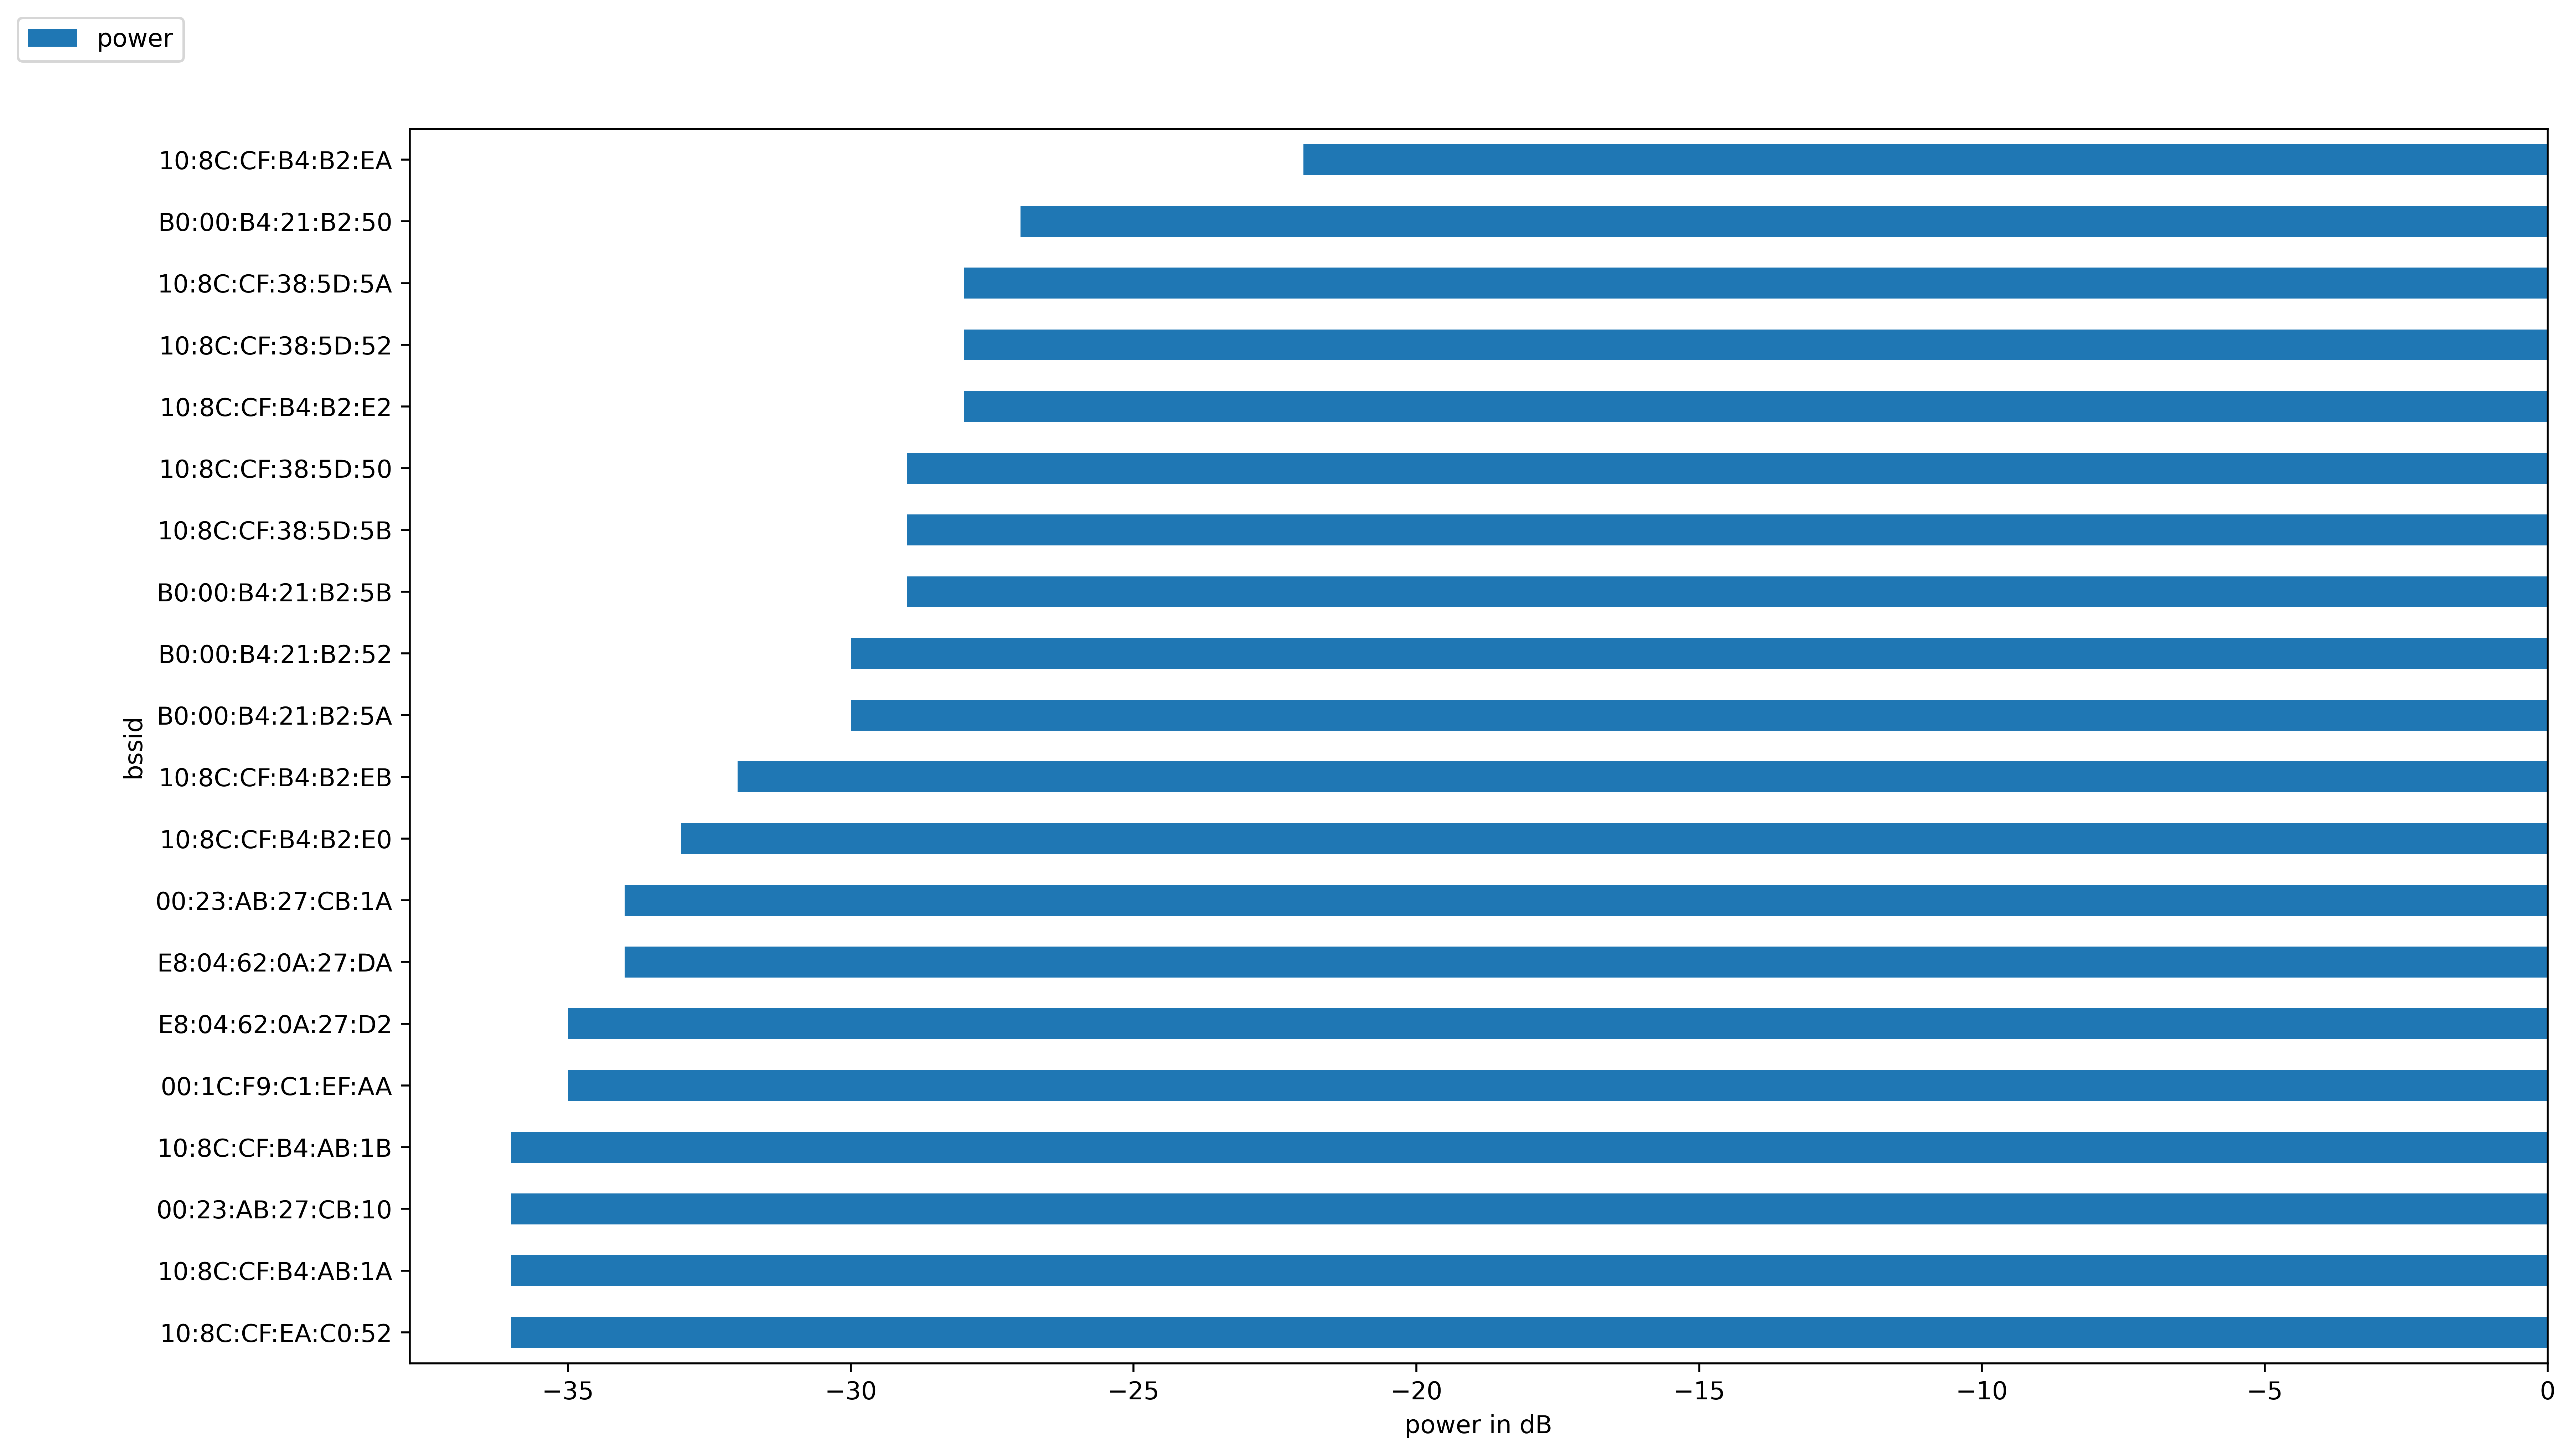 power
10:8C:CF:B4:B2:EA
B0:00:B4:21:B2:50
10:8C:CF:38:5D:5A
10:8C:CF:38:5D:52
10:8C:CF:B4:B2:E2
10:8C:CF:38:5D:50
10:8C:CF:38:5D:5B
B0:00:B4:21:B2:5B
B0:00:B4:21:B2:52
B0:00:B4:21:B2:5A
10:8C:CF:B4:B2:EB
10:8C:CF:B4:B2:E0
00:23:AB:27:CB:1A
E8:04:62:0A:27:DA
E8:04:62:0A:27:D2
00:1C:F9:C1:EF:AA
10:8C:CF:B4:AB:1B
00:23:AB:27:CB:10
10:8C:CF:B4:AB:1A
10:8C:CF:EA:C0:52
bssid
−35 −30 −25 −20 −15 −10 −5 0
power in dB